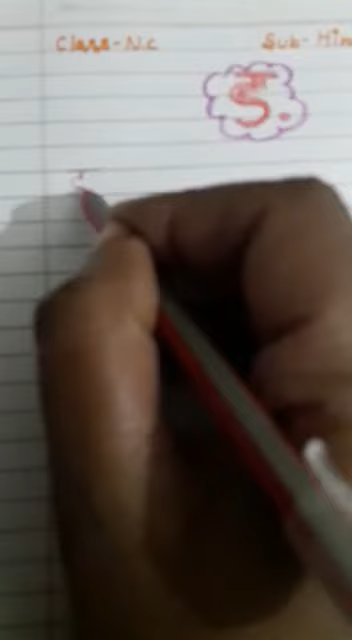 Class- N.C Sub- Hin
ङ